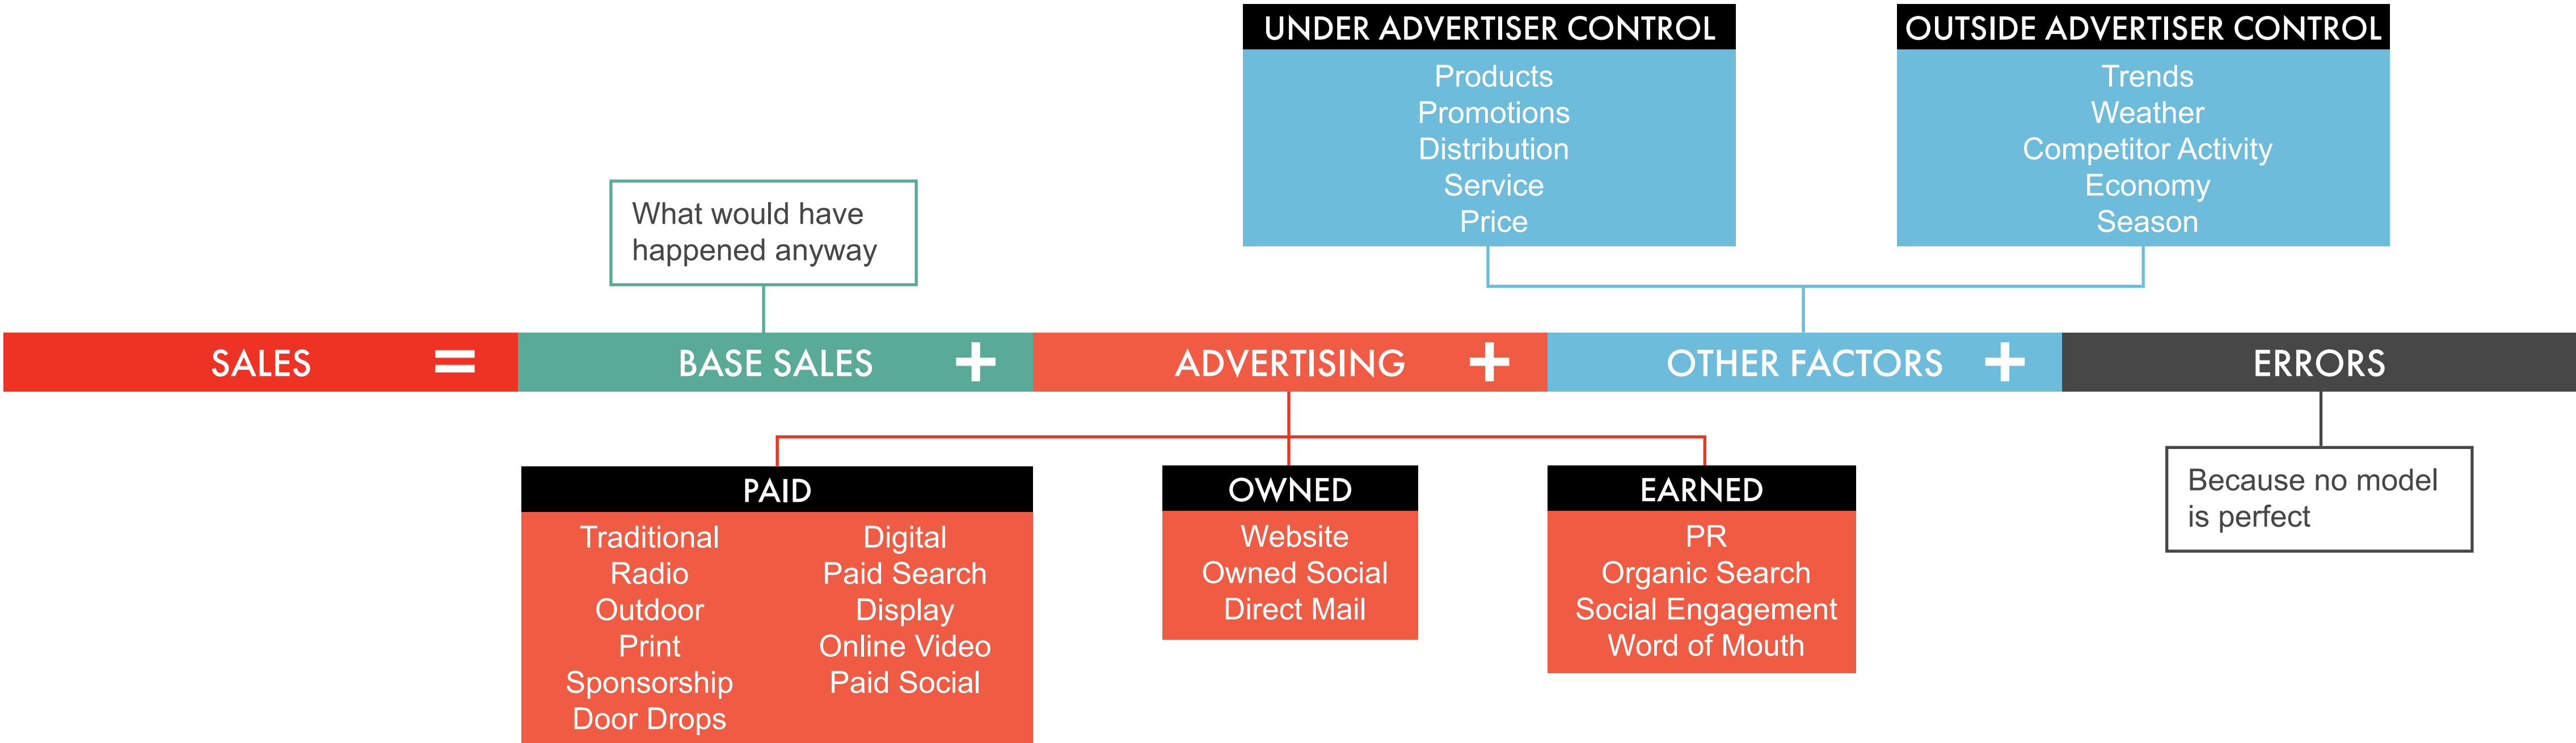 UNDER ADVERTISER CONTROL
Products
Promotions
Distribution
Service
Price
OUTSIDE ADVERTISER CONTROL
Trends
Weather
Competitor Activity
Economy
Season
What would have
happened anyway
SALES = BASE SALES + ADVERTISING + OTHER FACTORS + ERRORS
PAID
Traditional
Radio
Outdoor
Print
Sponsorship
Door Drops
Digital
Paid Search
Display
Online Video
Paid Social
OWNED
Website
Owned Social
Direct Mail
EARNED
PR
Organic Search
Social Engagement
Word of Mouth
Because no model
is perfect